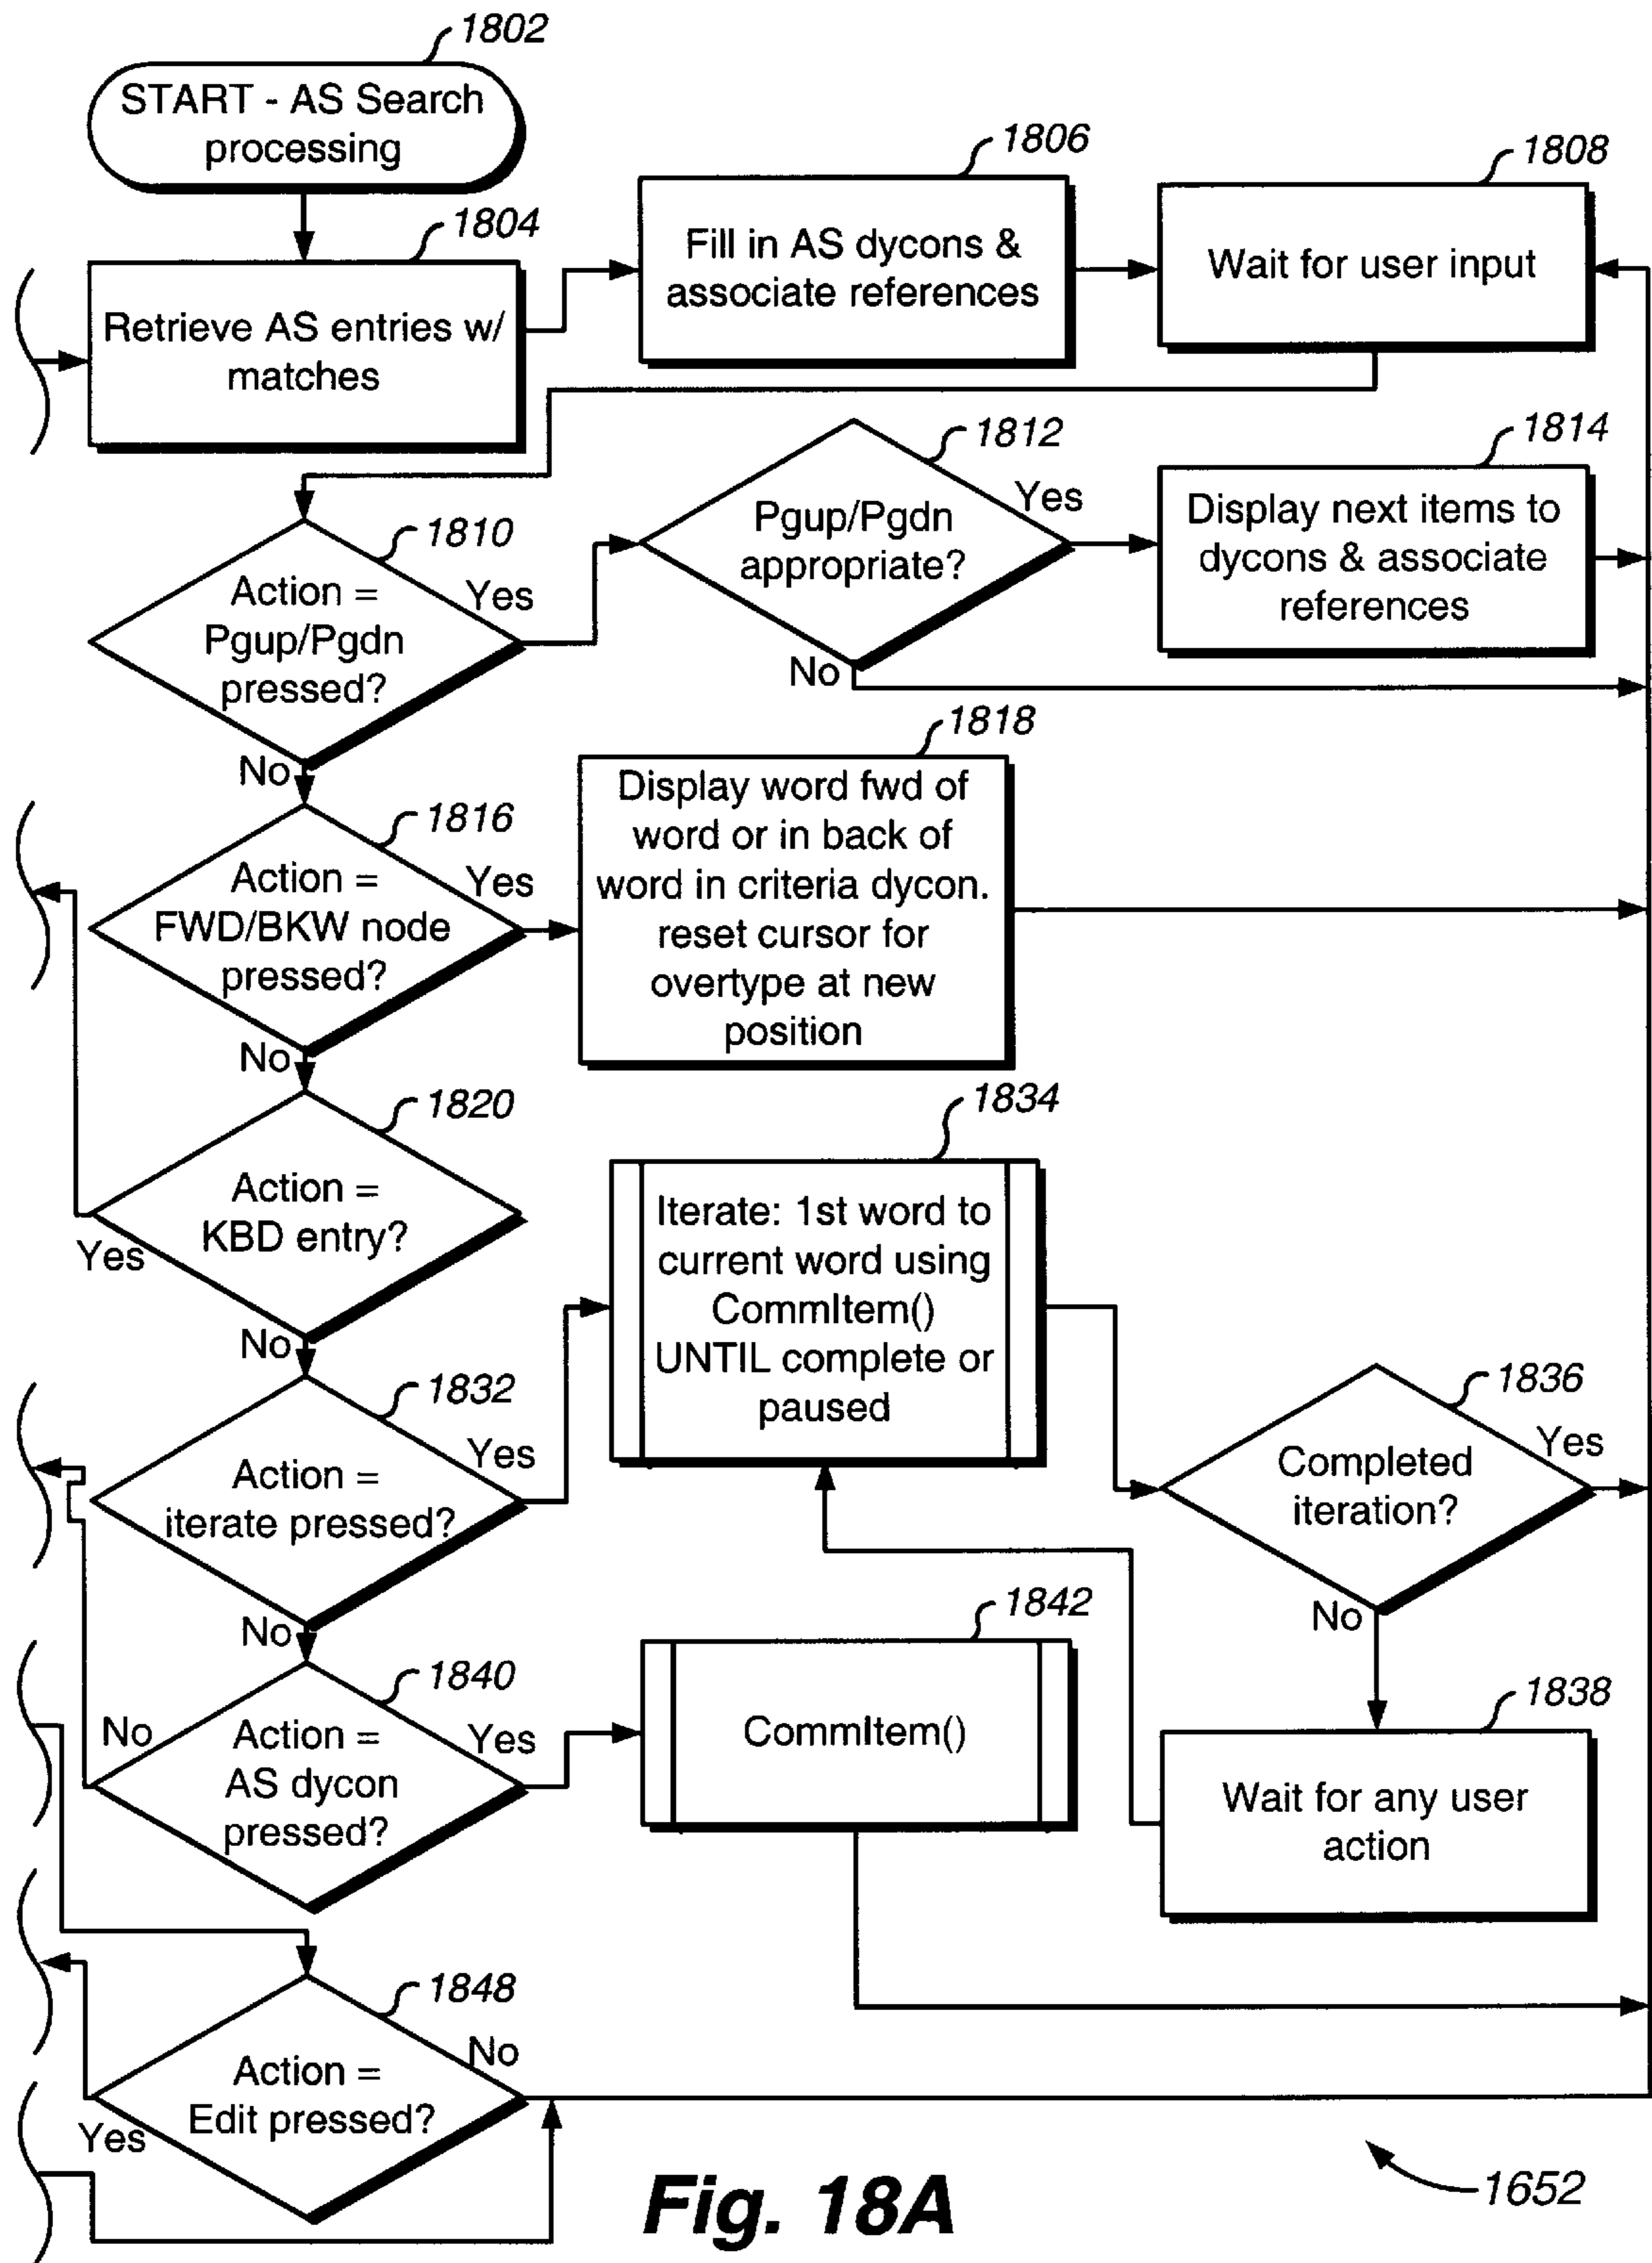 1802
START - AS Search
processing
1804
Retrieve AS entries w/
matches
1806
Fill in AS dycons &
associate references
1808
Wait for user input
1810
Action =
Pgup/Pgdn
pressed?
Yes
No
1812
Pgup/Pgdn
appropriate?
Yes
No
1814
Display next items to
dycons & associate
references
1816
Action =
FWD/BKW node
pressed?
Yes
No
1818
Display word fwd of
word or in back of
word in criteria dycon.
reset cursor for
overtype at new
position
1820
Action =
KBD entry?
Yes
No
1832
Action =
iterate pressed?
Yes
No
1834
Iterate: 1st word to
current word using
CommItem()
UNTIL complete or
paused
1836
Completed
iteration?
Yes
No
1838
Wait for any user
action
1840
Action =
AS dycon
pressed?
No
Yes
1842
CommItem()
1848
Action =
Edit pressed?
No
Yes
1652
Fig. 18A